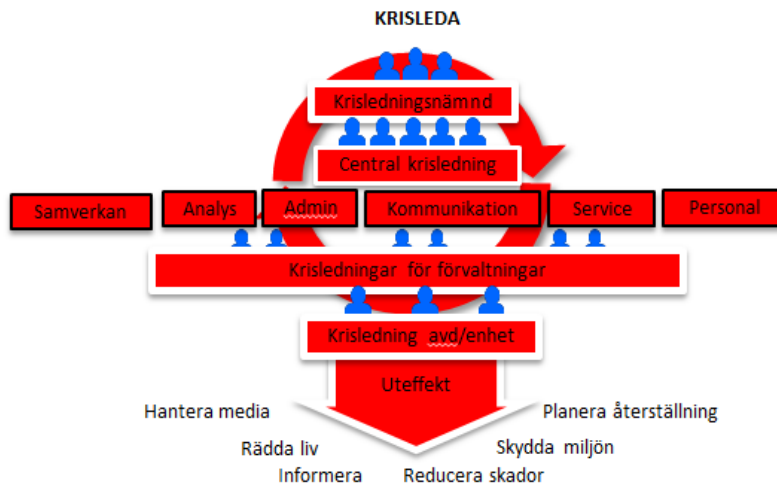 KRISLEDA
Krisledningsnämnd
Central krisledning
Samverkan Analys Admin Kommunikation Service Personal
Krisledningar för förvaltningar
Krisledning avd/enhet
Uteffekt
Hantera media Planera återställning
Rädda liv Skydda miljön
Informera Reducera skador